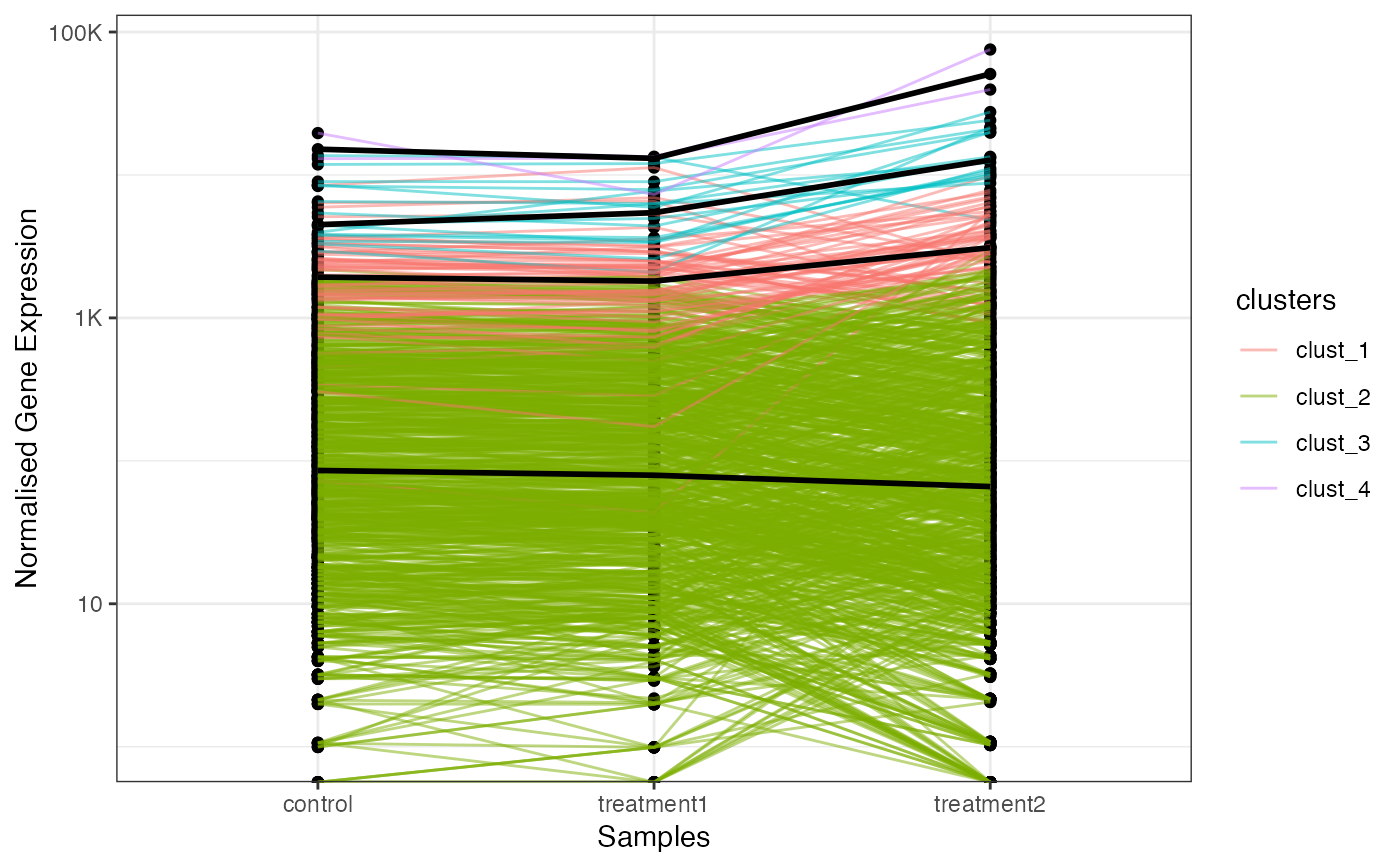 Normalised Gene Expression
100K
1K
10
control
treatment1
treatment2
Samples
clusters
clust_1
clust_2
clust_3
clust_4